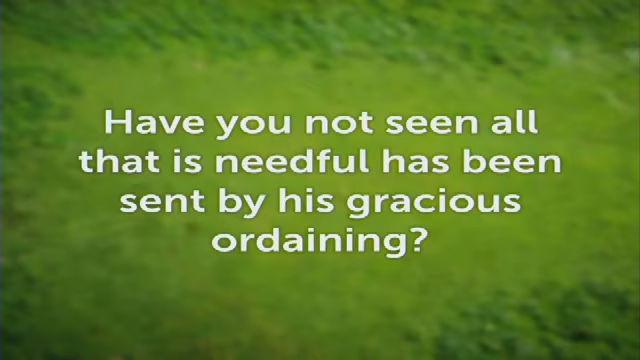 Have you not seen all
that is needful has been
sent by his gracious
ordaining?